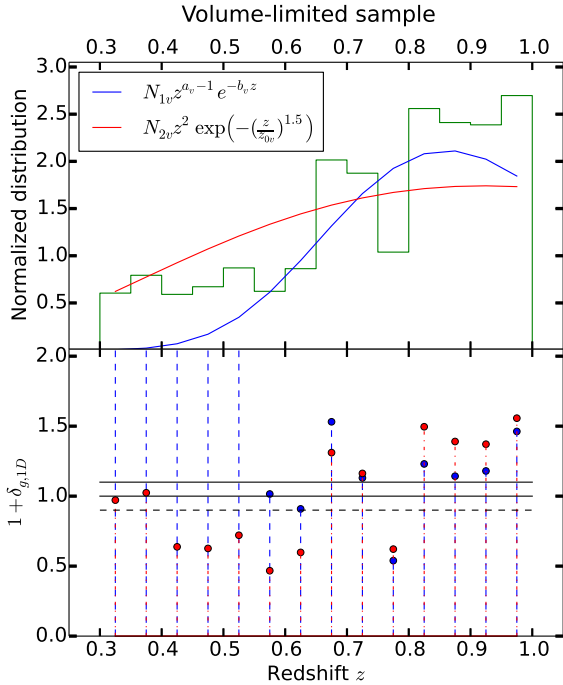 Volume-limited sample
0.3 0.4 0.5 0.6 0.7 0.8 0.9 1.0
3.0
2.5
2.0
1.5
1.0
0.5
Normalized distribution
N_{1v} z^{a_v-1} e^{-b_v z}
N_{2v} z^2 exp(-(z/z_{0v})^{1.5})
2.0
1.5
1.0
0.5
0.0
1+δ_{g,1D}
0.3 0.4 0.5 0.6 0.7 0.8 0.9 1.0
Redshift z